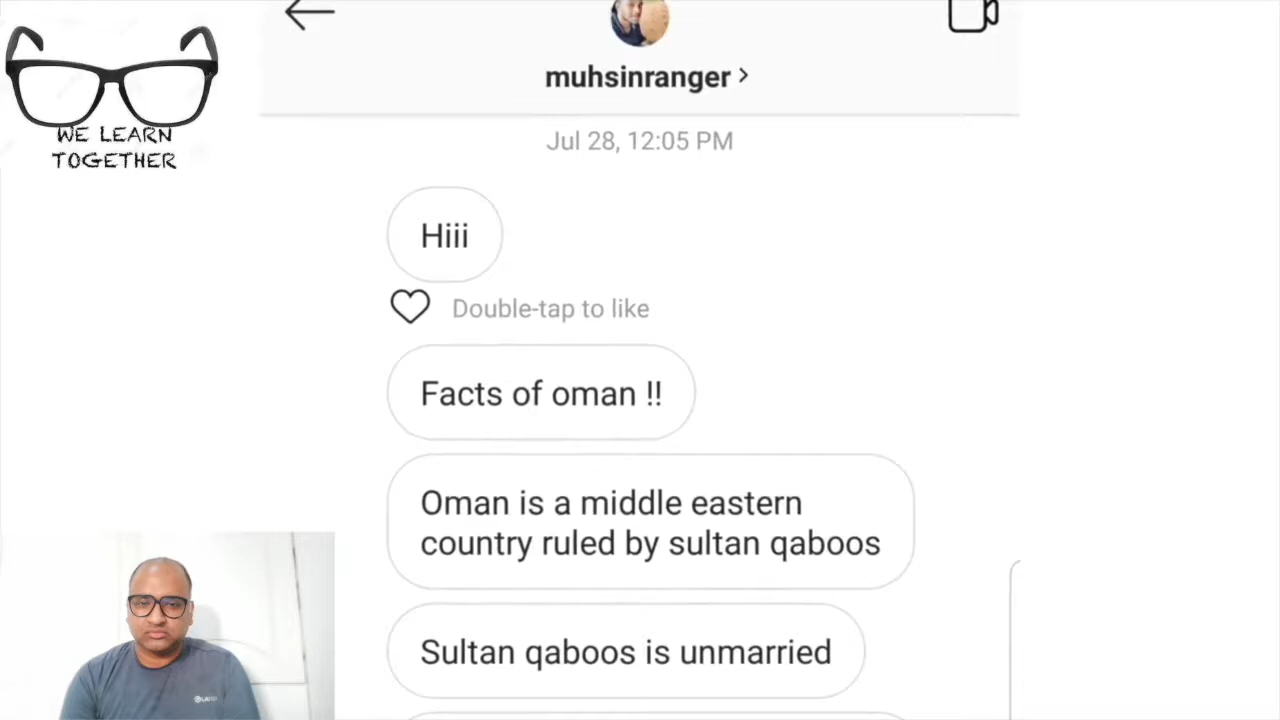 WE LEARN
TOGETHER
muhsinranger >
Jul 28, 12:05 PM
Hiii
Double-tap to like
Facts of oman !!
Oman is a middle eastern
country ruled by sultan qaboos
Sultan qaboos is unmarried